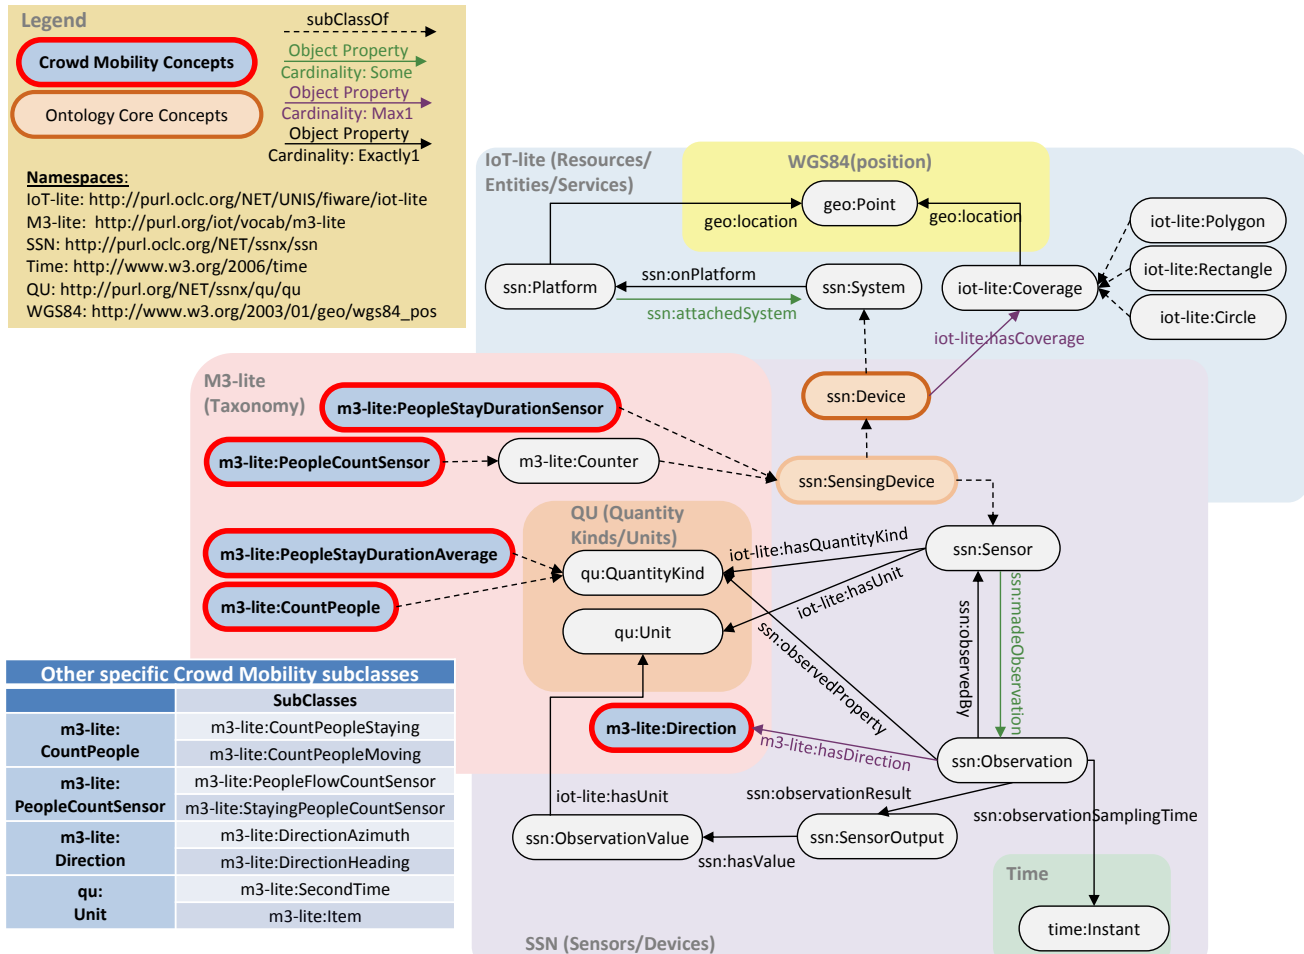 Legend
subClassOf
Crowd Mobility Concepts
Object Property
Cardinality: Some
Ontology Core Concepts
Object Property
Cardinality: Max1
Object Property
Cardinality: Exactly1
Namespaces:
IoT-lite: http://purl.oclc.org/NET/UNIS/fiware/iot-lite
M3-lite: http://purl.org/iot/vocab/m3-lite
SSN: http://purl.oclc.org/NET/ssnx/ssn
Time: http://www.w3.org/2006/time
QU: http://purl.org/NET/ssnx/qu/qu
WGS84: http://www.w3.org/2003/01/geo/wgs84_pos
IoT-lite (Resources/
Entities/Services)
WGS84(position)
geo:Point
geo:location
geo:location
iot-lite:Polygon
iot-lite:Rectangle
iot-lite:Circle
ssn:Platform
ssn:onPlatform
ssn:attachedSystem
ssn:System
iot-lite:Coverage
iot-lite:hasCoverage
M3-lite
(Taxonomy)
m3-lite:PeopleStayDurationSensor
ssn:Device
m3-lite:PeopleCountSensor
m3-lite:Counter
ssn:SensingDevice
QU (Quantity
Kinds/Units)
m3-lite:PeopleStayDurationAverage
m3-lite:CountPeople
qu:QuantityKind
qu:Unit
iot-lite:hasQuantityKind
iot-lite:hasUnit
ssn:Sensor
ssn:observedProperty
ssn:observedBy
ssn:madeObservation
m3-lite:Direction
m3-lite:hasDirection
ssn:Observation
iot-lite:hasUnit
ssn:observationResult
ssn:observationSamplingTime
ssn:ObservationValue
ssn:hasValue
ssn:SensorOutput
Time
time:Instant
SSN (Sensors/Devices)
Other specific Crowd Mobility subclasses
SubClasses
m3-lite:
CountPeople
m3-lite:CountPeopleStaying
m3-lite:CountPeopleMoving
m3-lite:
PeopleCountSensor
m3-lite:PeopleFlowCountSensor
m3-lite:StayingPeopleCountSensor
m3-lite:
Direction
m3-lite:DirectionAzimuth
m3-lite:DirectionHeading
qu:
Unit
m3-lite:SecondTime
m3-lite:Item